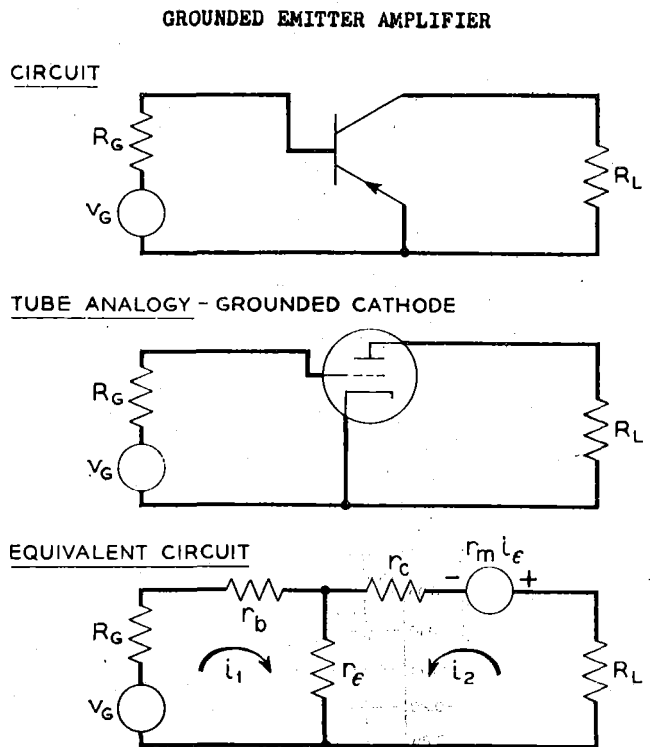 GROUNDED EMITTER AMPLIFIER
CIRCUIT
R_G
v_G
R_L
TUBE ANALOGY - GROUNDED CATHODE
R_G
v_G
R_L
EQUIVALENT CIRCUIT
r_b
r_c
- r_m i_ϵ +
R_G
i_1
r_ϵ
i_2
R_L
v_G